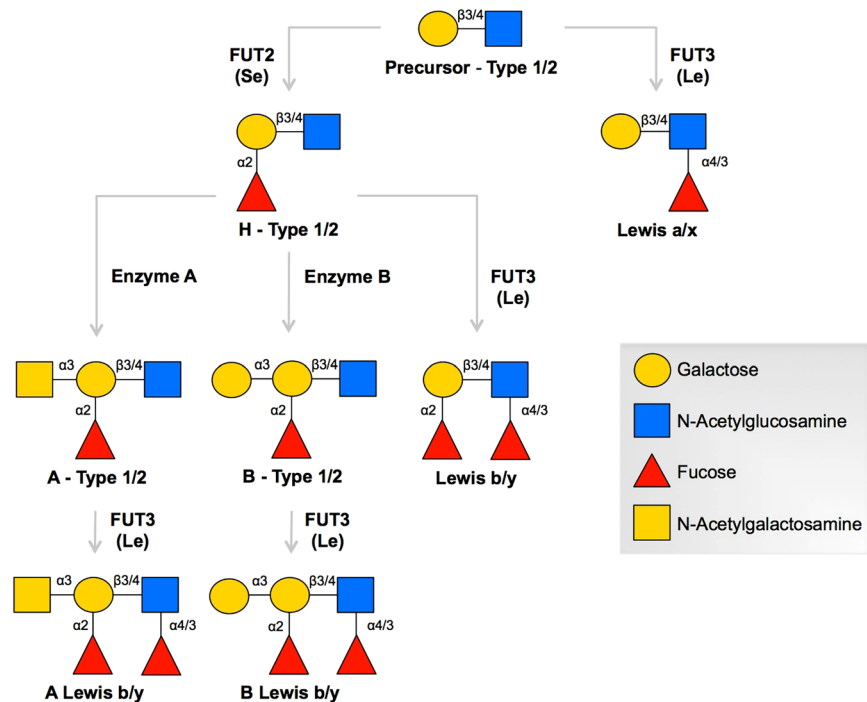 β3/4
FUT2
(Se)
Precursor - Type 1/2
FUT3
(Le)
β3/4
α2
H - Type 1/2
β3/4
α4/3
Lewis a/x
Enzyme A
Enzyme B
FUT3
(Le)
α3
β3/4
α2
A - Type 1/2
α3
β3/4
α2
B - Type 1/2
β3/4
α2
α4/3
Lewis b/y
Galactose
N-Acetylglucosamine
Fucose
N-Acetylgalactosamine
FUT3
(Le)
FUT3
(Le)
α3
β3/4
α2
α4/3
A Lewis b/y
α3
β3/4
α2
α4/3
B Lewis b/y